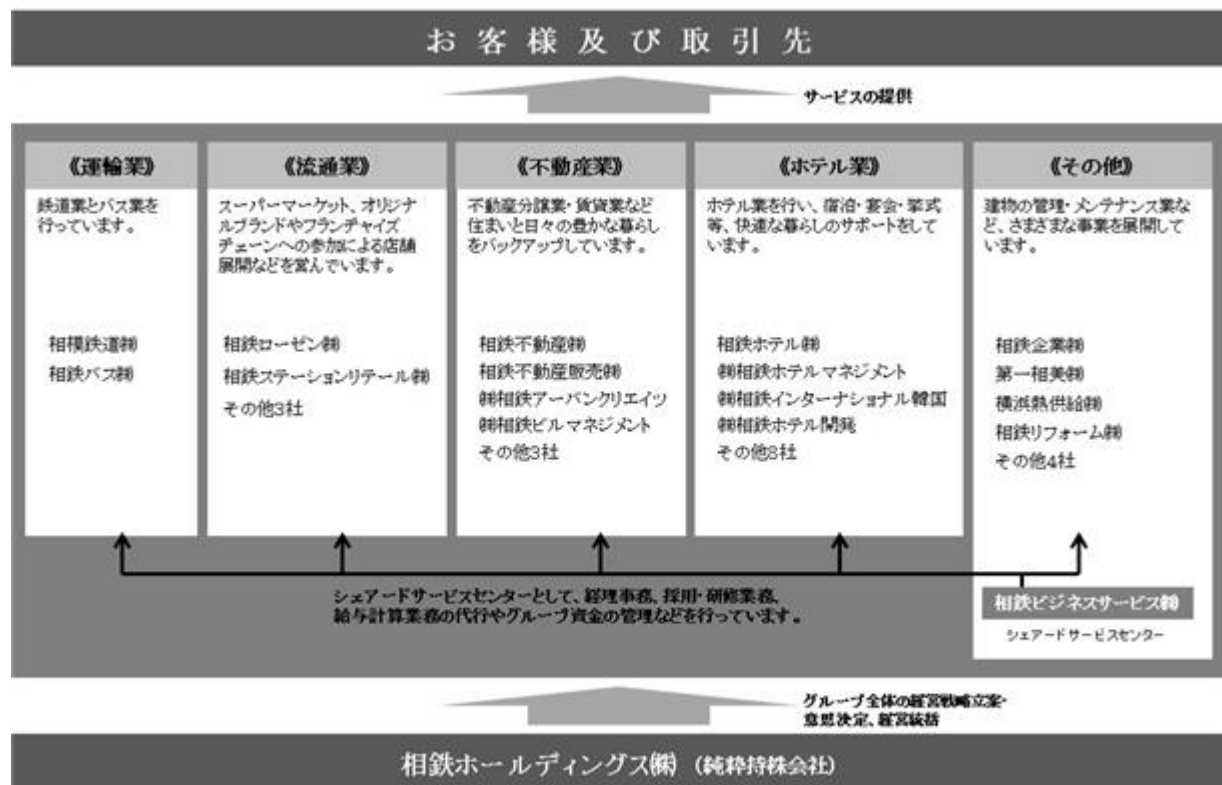 お客様及び取引先
サービスの提供
《運輸業》
鉄道業とバス業を
行っています。
相模鉄道㈱
相鉄バス㈱
《流通業》
スーパーマーケット、オリジナ
ルブランドやフランチャイズ
チェーンへの参加による店舗
展開などを営んでいます。
相鉄ローゼン㈱
相鉄ステーションリテール㈱
その他3社
《不動産業》
不動産分譲業・賃貸業など
住まいと日々の豊かな暮らし
をバックアップしています。
相鉄不動産㈱
相鉄不動産販売㈱
㈱相鉄アーバンクリエイツ
㈱相鉄ビルマネジメント
その他3社
《ホテル業》
ホテル業を行い、宿泊・宴会・挙式
等、快適な暮らしのサポートをして
います。
相鉄ホテル㈱
㈱相鉄ホテルマネジメント
㈱相鉄インターナショナル韓国
㈱相鉄ホテル開発
その他8社
《その他》
建物の管理・メンテナンス業な
ど、さまざまな事業を展開して
います。
相鉄企業㈱
第一相美㈱
横浜熱供給㈱
相鉄リフォーム㈱
その他4社
シェアードサービスセンターとして、経理事務、採用・研修業務、
給与計算業務の代行やグループ資金の管理などを行っています。
相鉄ビジネスサービス㈱
シェアードサービスセンター
グループ全体の経営戦略立案・
意思決定、経営統括
相鉄ホールディングス㈱（純粋持株会社）